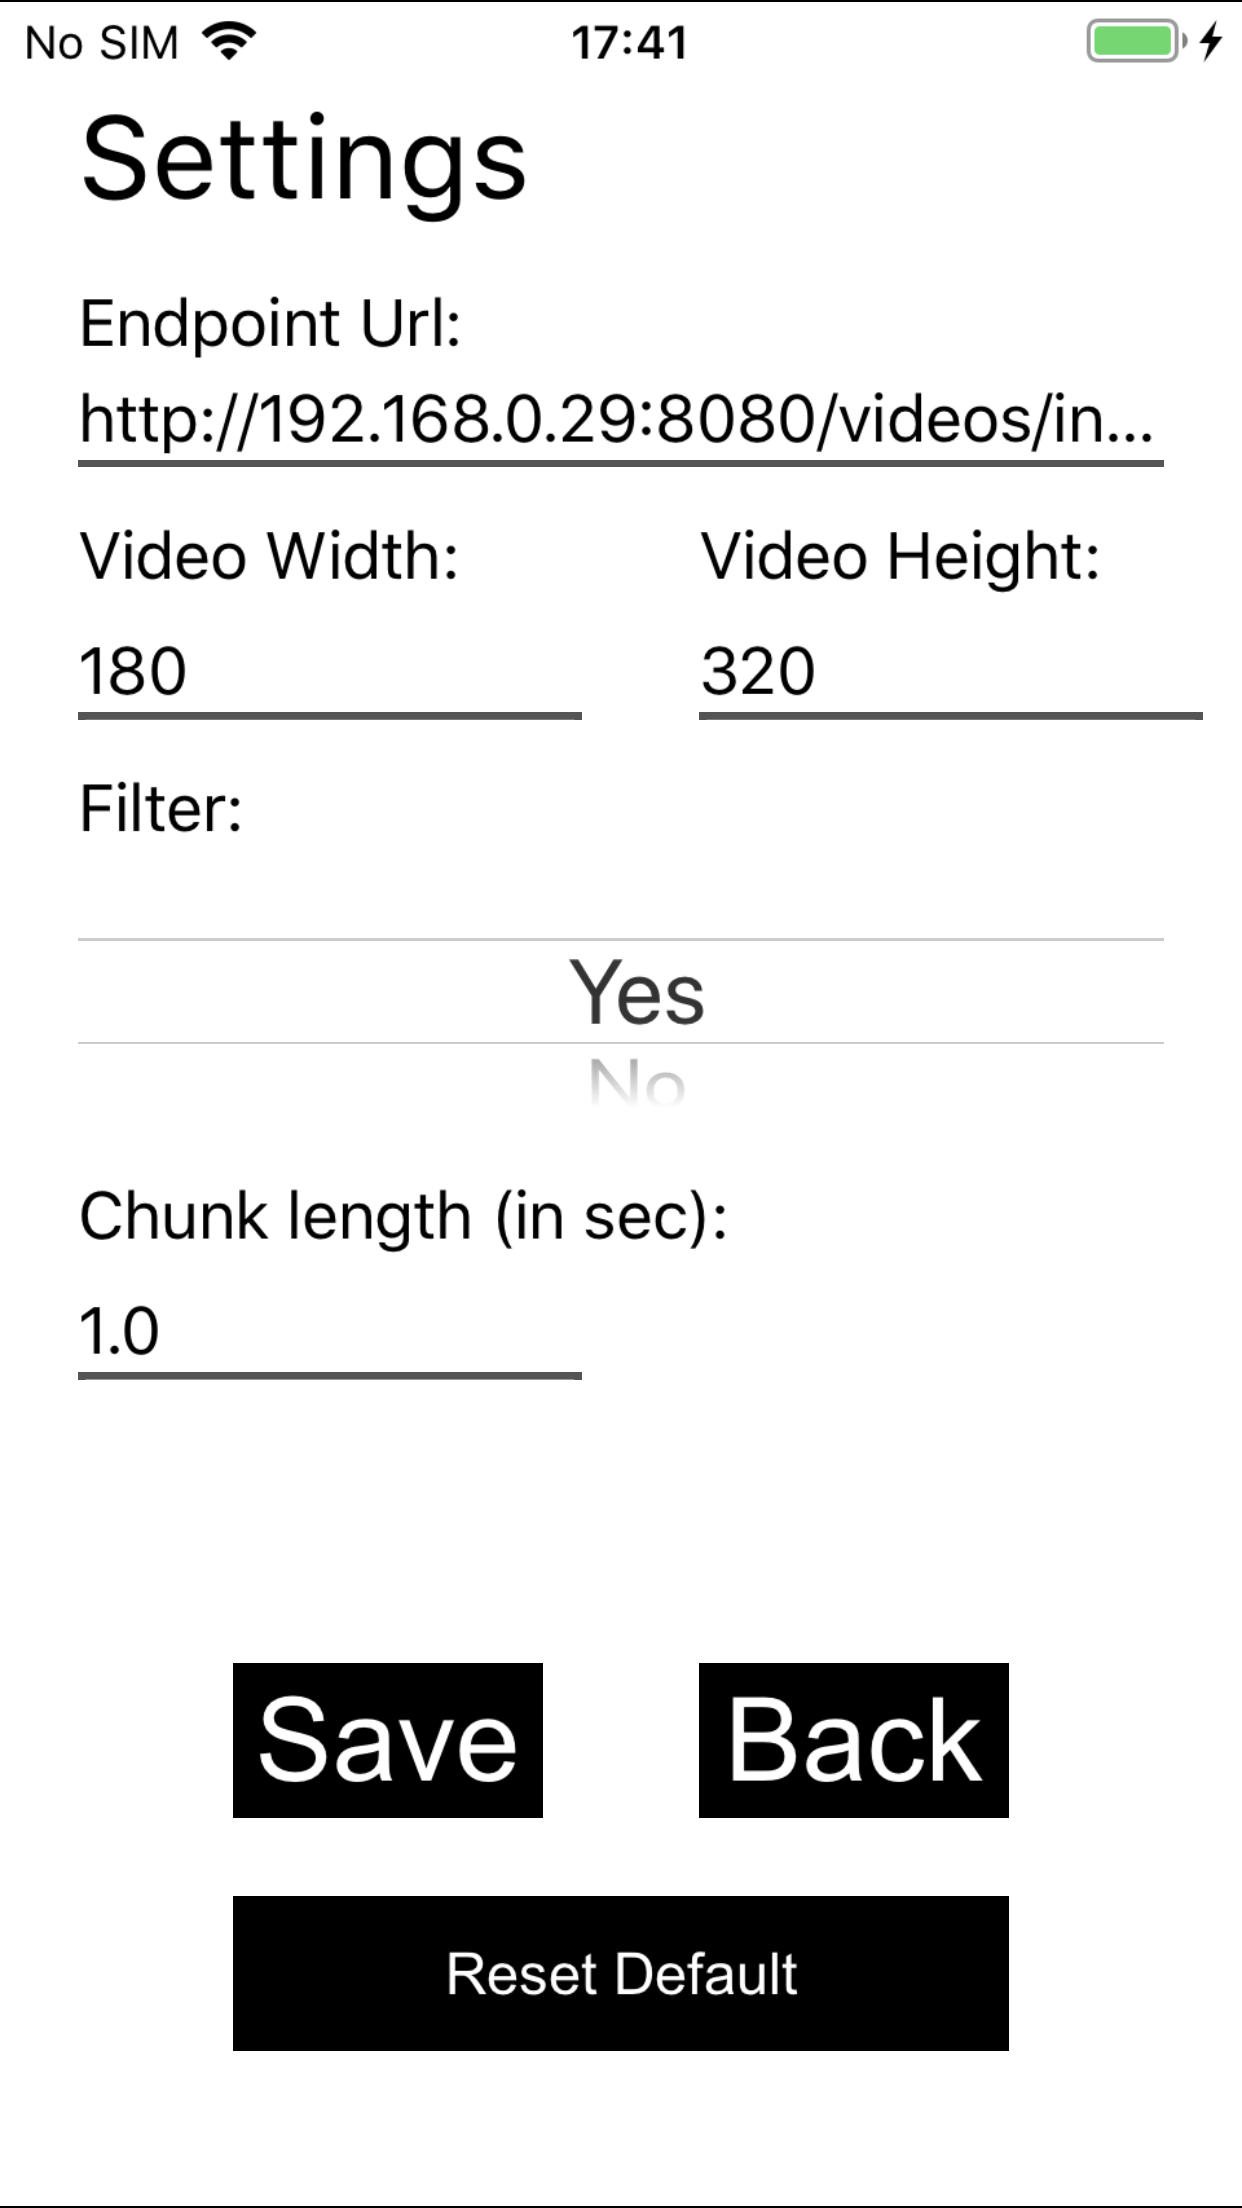 No SIM 17:41
Settings
Endpoint Url:
http://192.168.0.29:8080/videos/in...
Video Width: Video Height:
180 320
Filter:
Yes
No
Chunk length (in sec):
1.0
Save Back
Reset Default